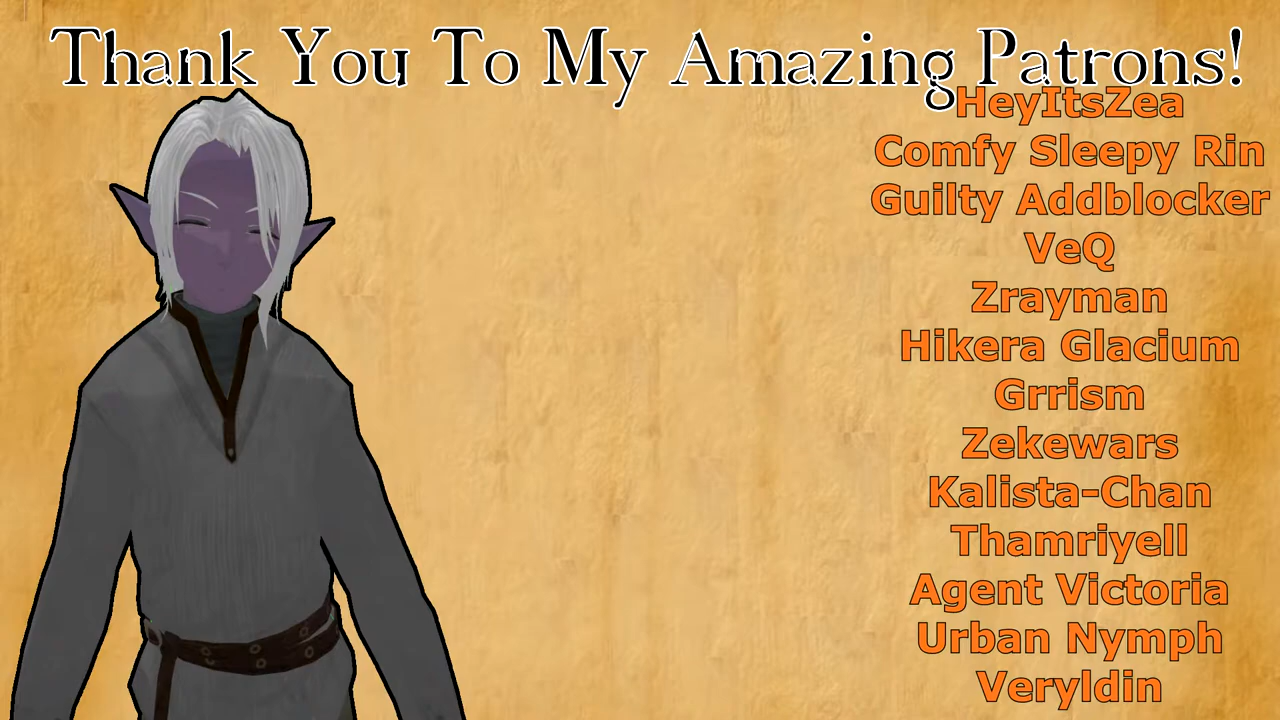 Thank You To My Amazing Patrons!
HeyItsZea
Comfy Sleepy Rin
Guilty Addblocker
VeQ
Zrayman
Hikera Glacium
Grrism
Zekewars
Kalista-Chan
Thamriyell
Agent Victoria
Urban Nymph
Veryldin